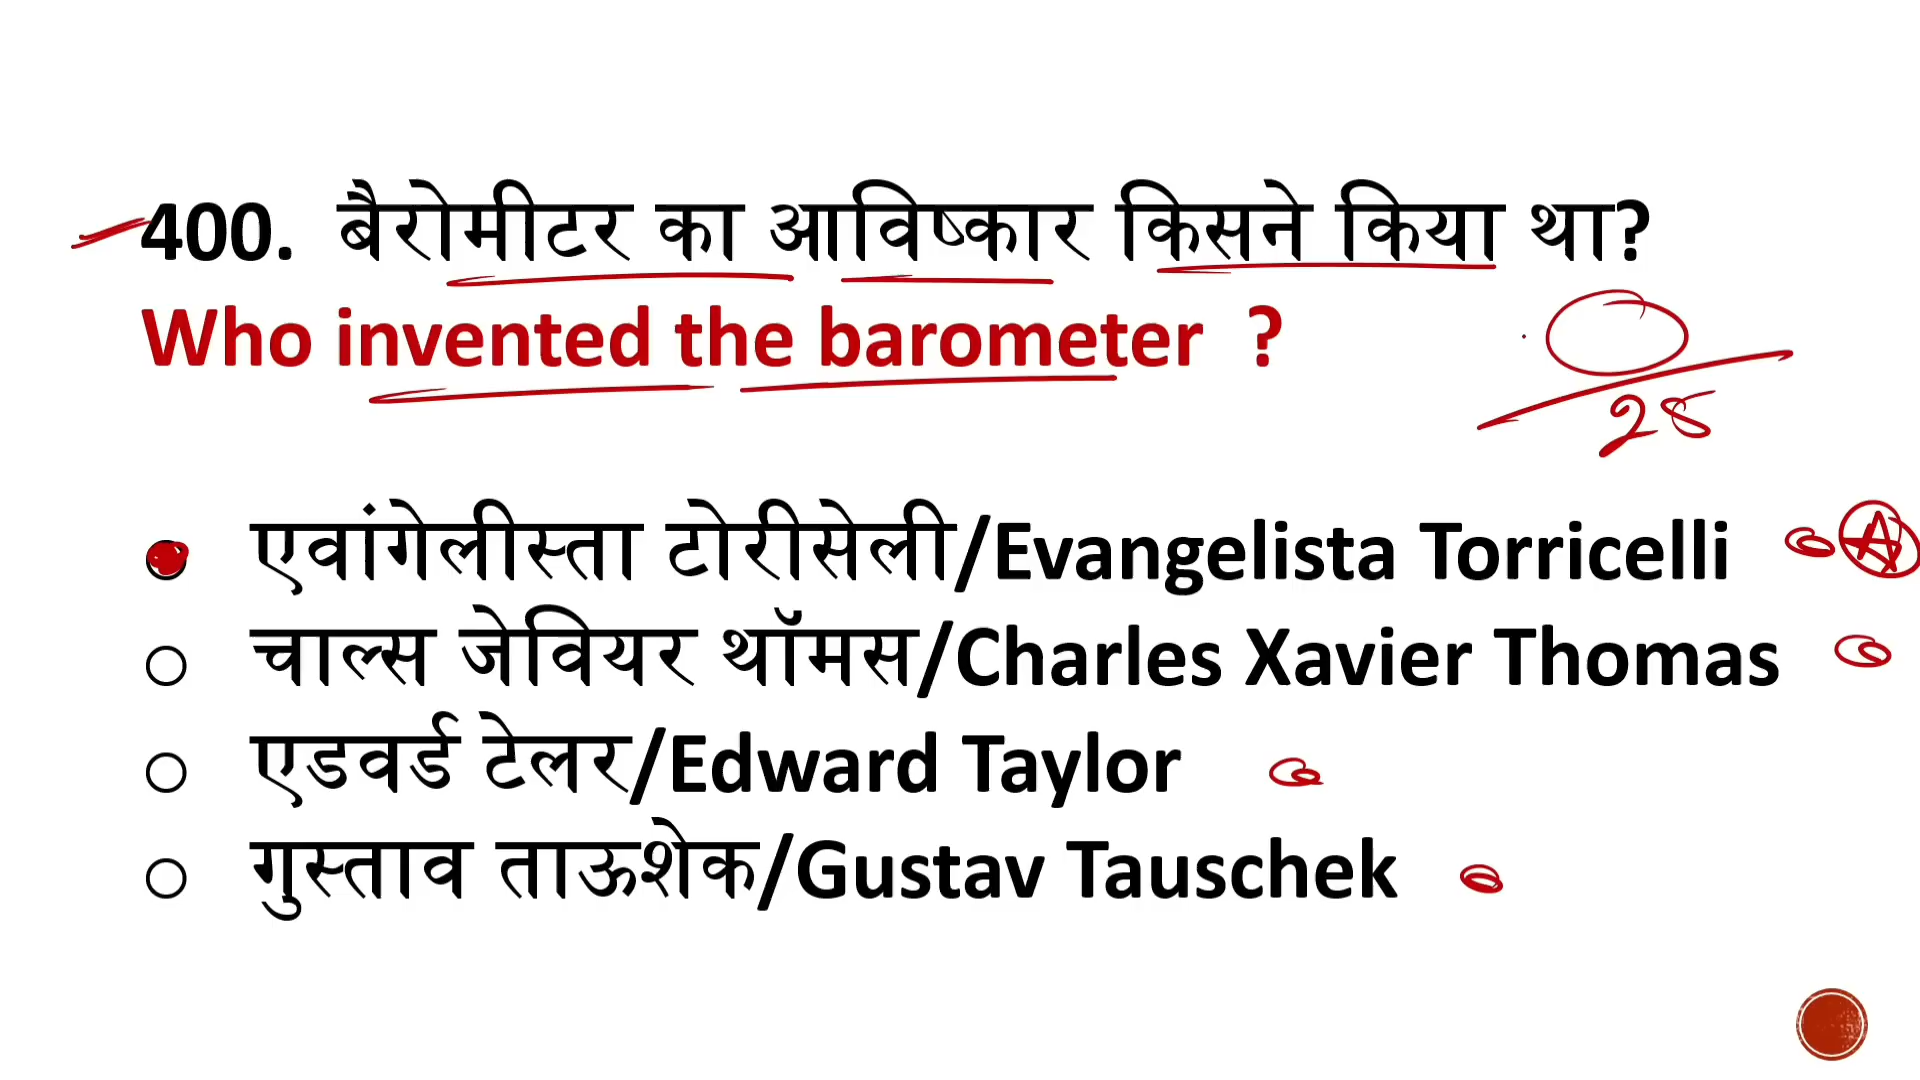 400. बैरोमीटर का आविष्कार किसने किया था?
Who invented the barometer ?
28
एवांगेलीस्ता टोरीसेली/Evangelista Torricelli A
चाल्स जेवियर थॉमस/Charles Xavier Thomas
एडवर्ड टेलर/Edward Taylor
गुस्ताव ताऊशेक/Gustav Tauschek